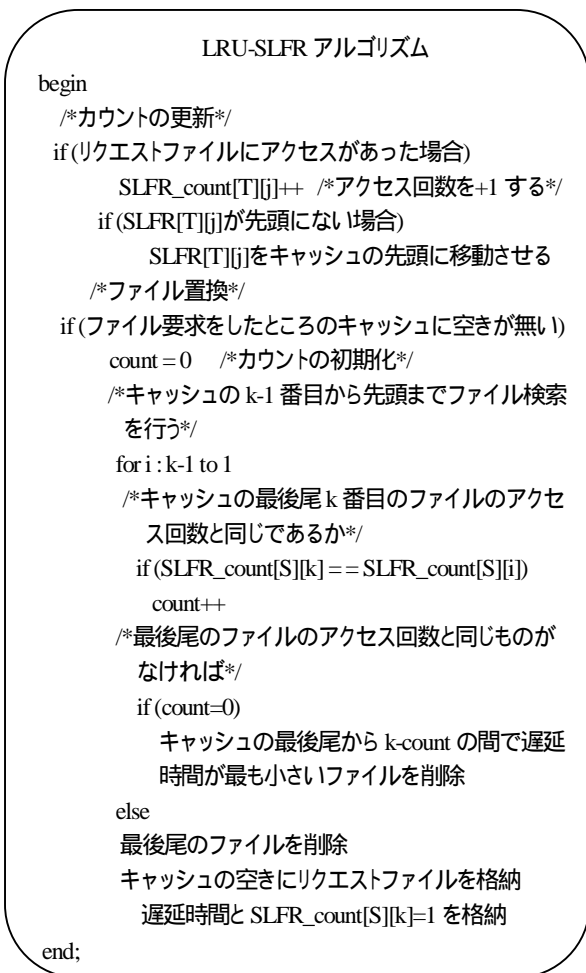 LRU-SLFR アルゴリズム
begin
/*カウントの更新*/
if (リクエストファイルにアクセスがあった場合)
SLFR_count[T][j]++ /*アクセス回数を+1 する*/
if (SLFR[T][j]が先頭にない場合)
SLFR[T][j]をキャッシュの先頭に移動させる
/*ファイル置換*/
if (ファイル要求をしたところのキャッシュに空きが無い)
count = 0 /*カウントの初期化*/
/*キャッシュの k-1 番目から先頭までファイル検索
を行う*/
for i : k-1 to 1
/*キャッシュの最後尾 k 番目のファイルのアクセ
ス回数と同じであるか*/
if (SLFR_count[S][k] = = SLFR_count[S][i])
count++
/*最後尾のファイルのアクセス回数と同じものが
なければ*/
if (count=0)
キャッシュの最後尾から k-count の間で遅延
時間が最も小さいファイルを削除
else
最後尾のファイルを削除
キャッシュの空きにリクエストファイルを格納
遅延時間と SLFR_count[S][k]=1 を格納
end;